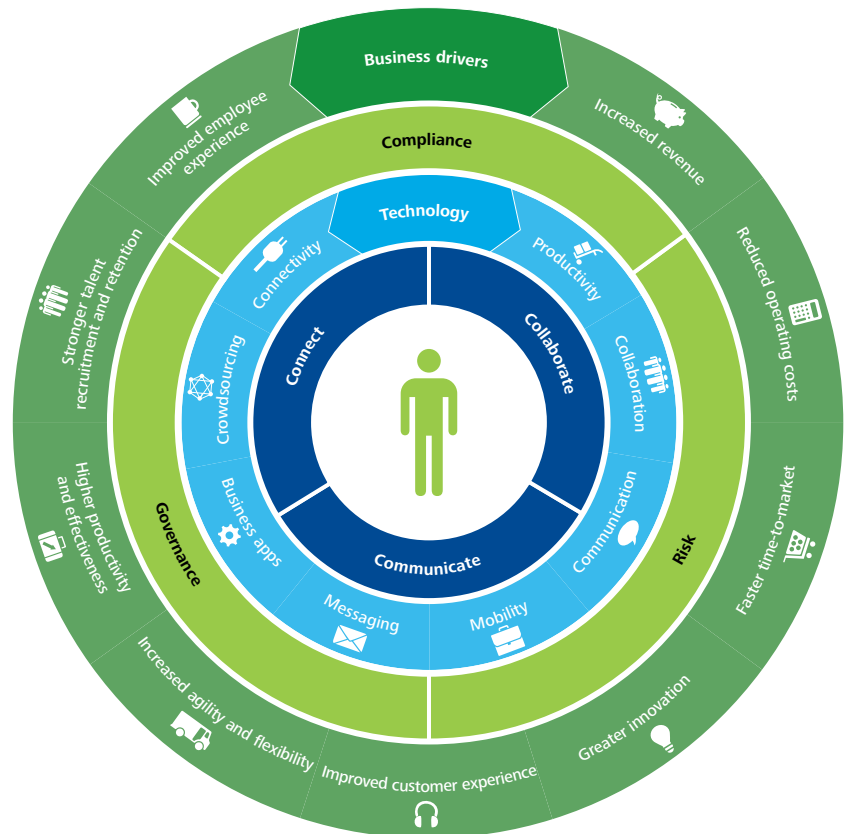 Business drivers
Increased revenue
Reduced operating costs
Faster time-to-market
Greater innovation
Improved customer experience
Increased agility and flexibility
Higher productivity
and effectiveness
Stronger talent
recruitment and retention
Improved employee
experience
Compliance
Risk
Governance
Technology
Productivity
Collaboration
Communication
Mobility
Messaging
Business apps
Crowdsourcing
Connectivity
Connect
Collaborate
Communicate